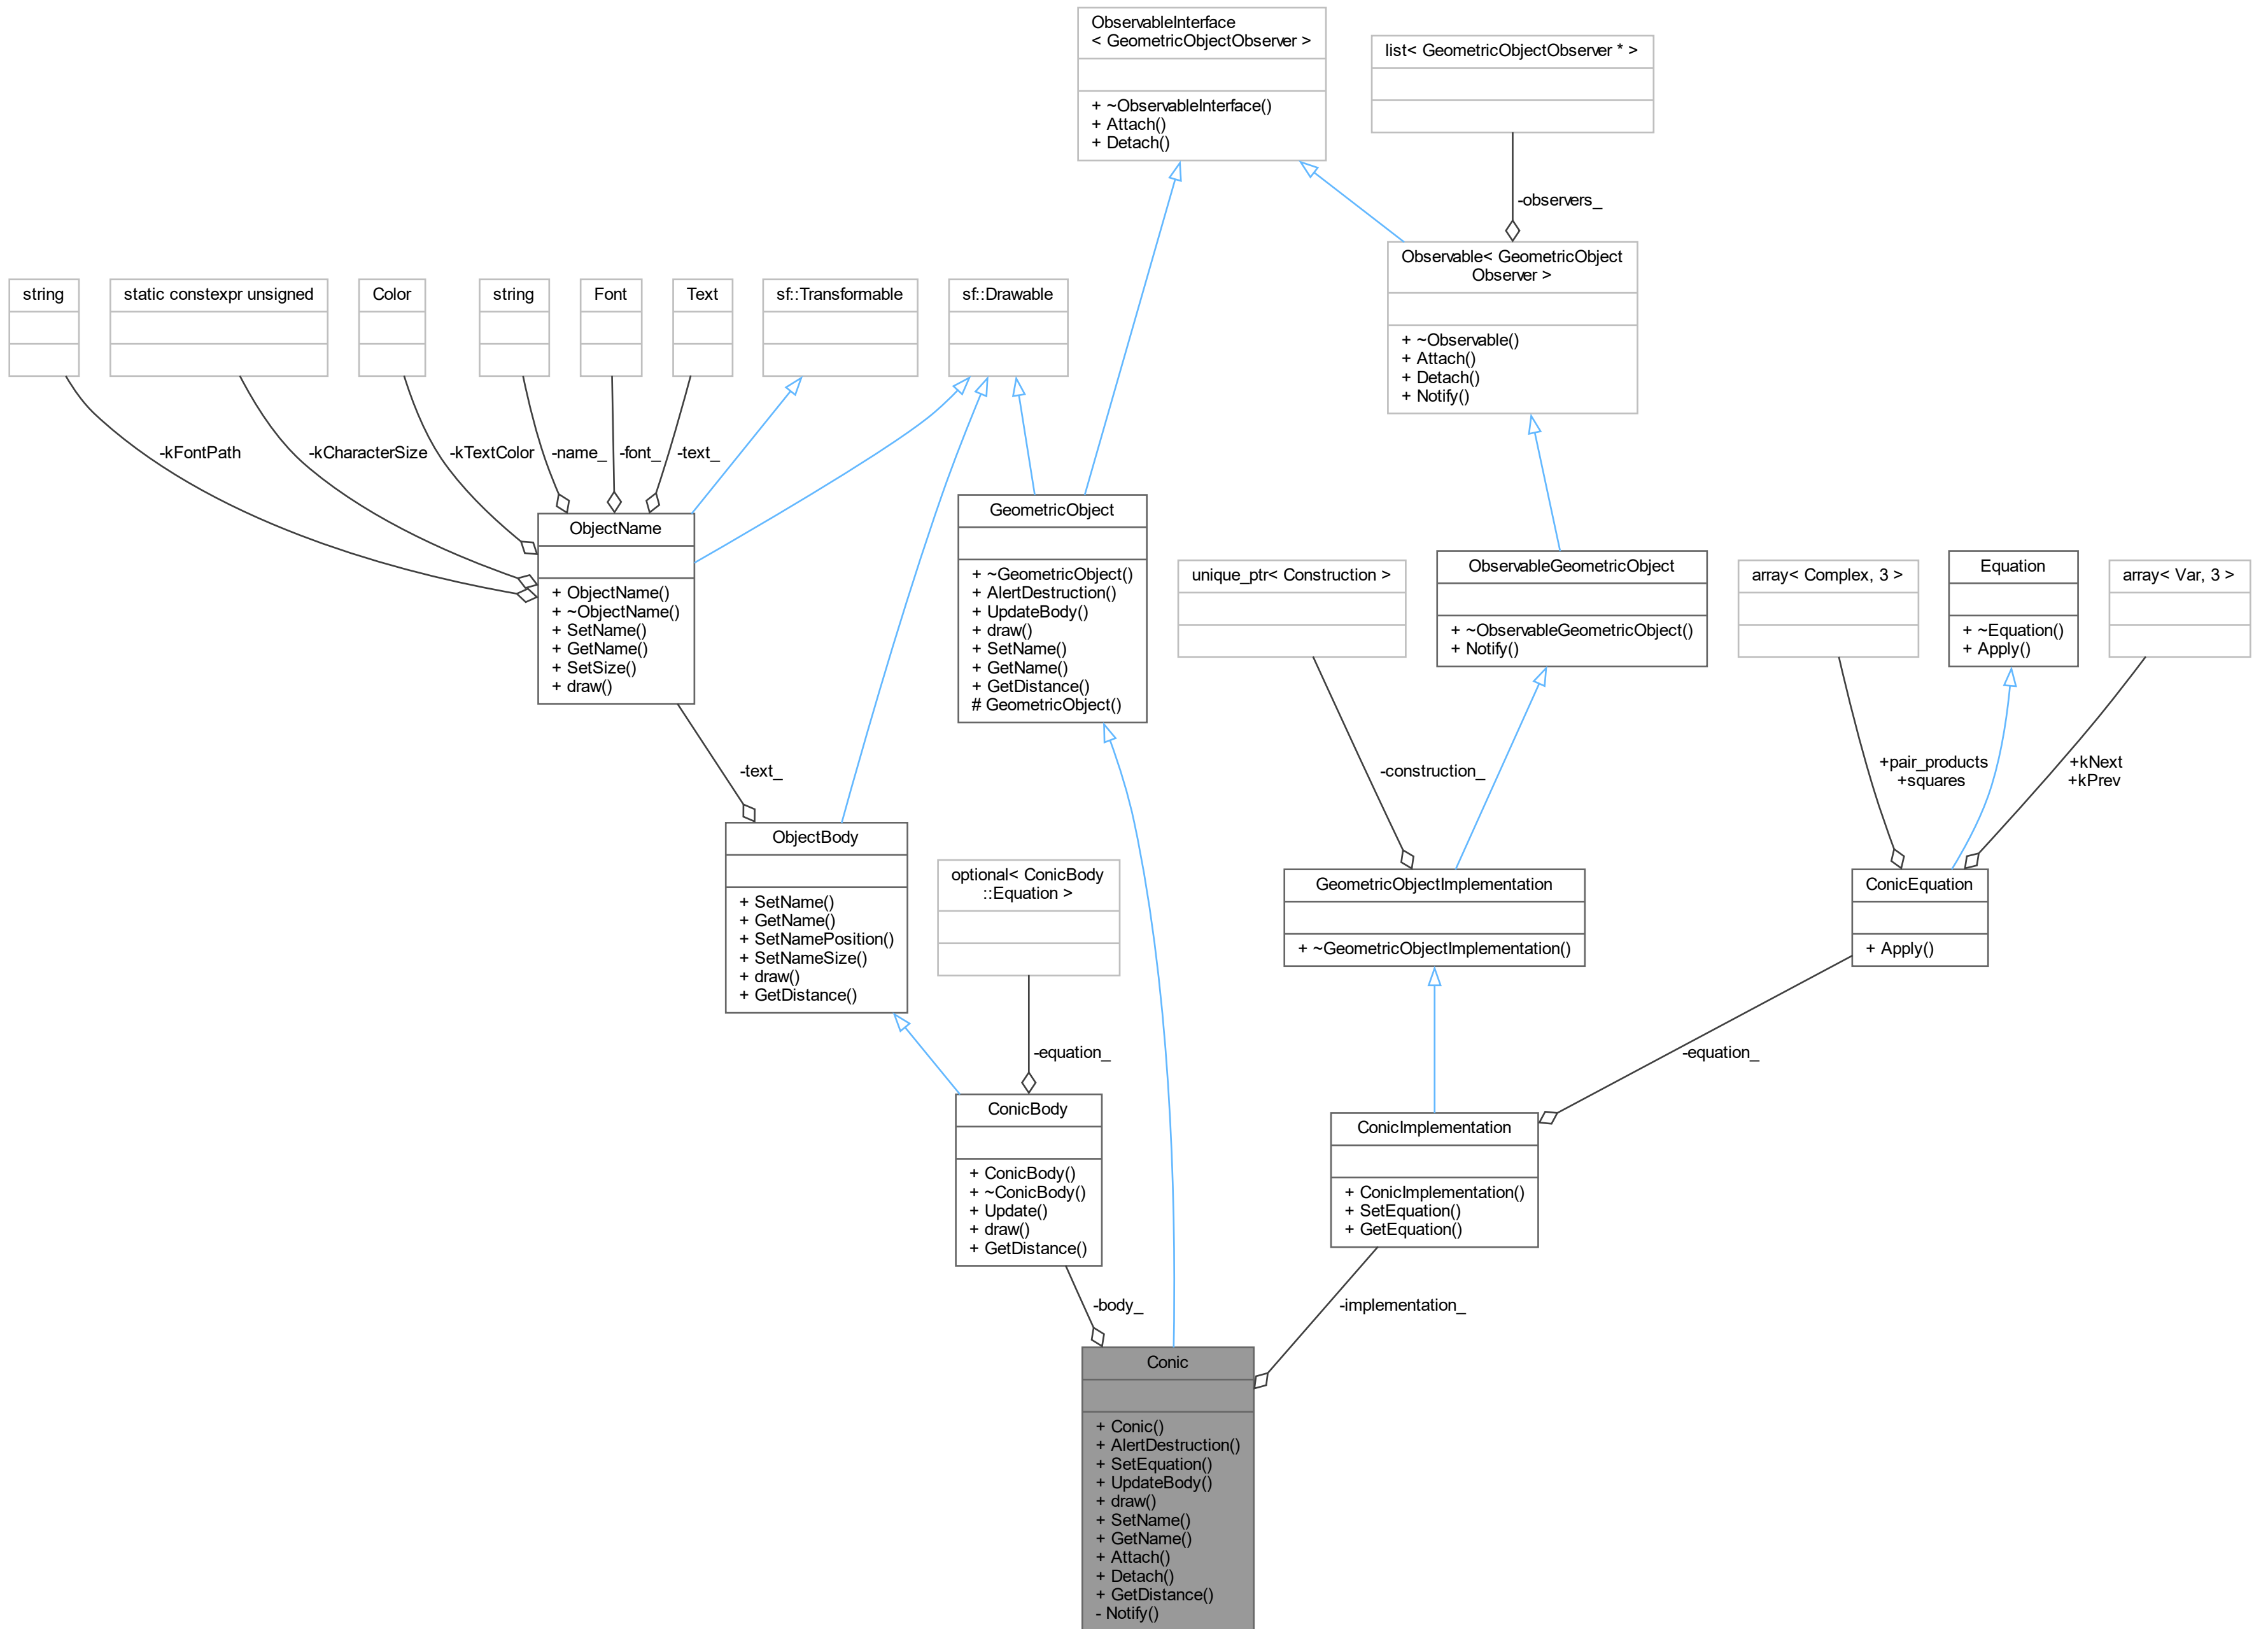 ObservableInterface
< GeometricObjectObserver >
+ ~ObservableInterface()
+ Attach()
+ Detach()
list< GeometricObjectObserver * >
-observers_
Observable< GeometricObject
Observer >
+ ~Observable()
+ Attach()
+ Detach()
+ Notify()
string
static constexpr unsigned
Color
string
Font
Text
sf::Transformable
sf::Drawable
-kFontPath
-kCharacterSize
-kTextColor
-name_
-font_
-text_
ObjectName
+ ObjectName()
+ ~ObjectName()
+ SetName()
+ GetName()
+ SetSize()
+ draw()
GeometricObject
+ ~GeometricObject()
+ AlertDestruction()
+ UpdateBody()
+ draw()
+ SetName()
+ GetName()
+ GetDistance()
# GeometricObject()
unique_ptr< Construction >
ObservableGeometricObject
+ ~ObservableGeometricObject()
+ Notify()
array< Complex, 3 >
Equation
+ ~Equation()
+ Apply()
array< Var, 3 >
-text_
-construction_
+pair_products
+squares
+kNext
+kPrev
ObjectBody
+ SetName()
+ GetName()
+ SetNamePosition()
+ SetNameSize()
+ draw()
+ GetDistance()
optional< ConicBody
::Equation >
GeometricObjectImplementation
+ ~GeometricObjectImplementation()
ConicEquation
+ Apply()
-equation_
-equation_
ConicBody
+ ConicBody()
+ ~ConicBody()
+ Update()
+ draw()
+ GetDistance()
ConicImplementation
+ ConicImplementation()
+ SetEquation()
+ GetEquation()
-body_
-implementation_
Conic
+ Conic()
+ AlertDestruction()
+ SetEquation()
+ UpdateBody()
+ draw()
+ SetName()
+ GetName()
+ Attach()
+ Detach()
+ GetDistance()
- Notify()